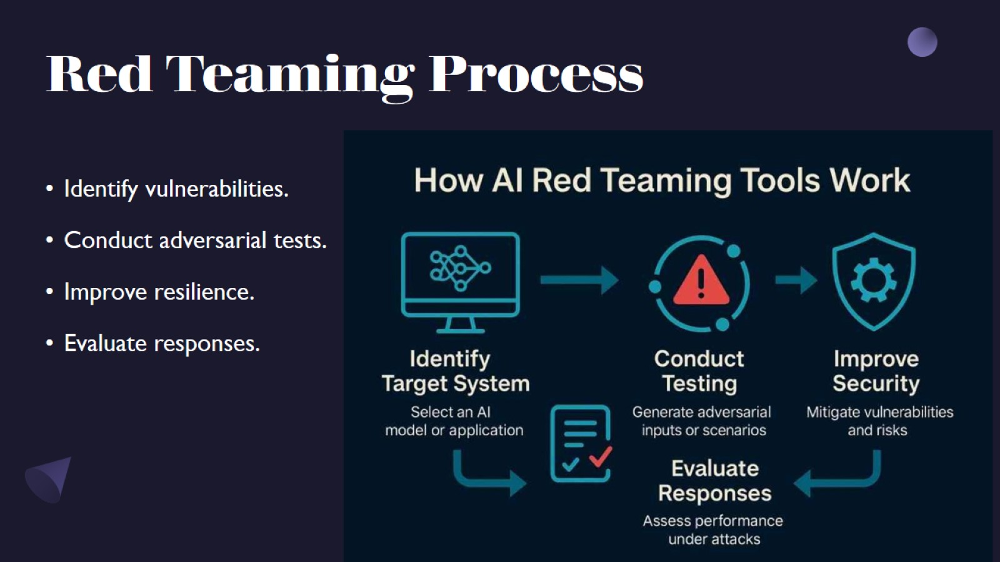 Red Teaming Process
• Identify vulnerabilities.
• Conduct adversarial tests.
• Improve resilience.
• Evaluate responses.
How AI Red Teaming Tools Work
Identify
Target System
Select an AI
model or application
Conduct
Testing
Generate adversarial
inputs or scenarios
Improve
Security
Mitigate vulnerabilities
and risks
Evaluate
Responses
Assess performance
under attacks